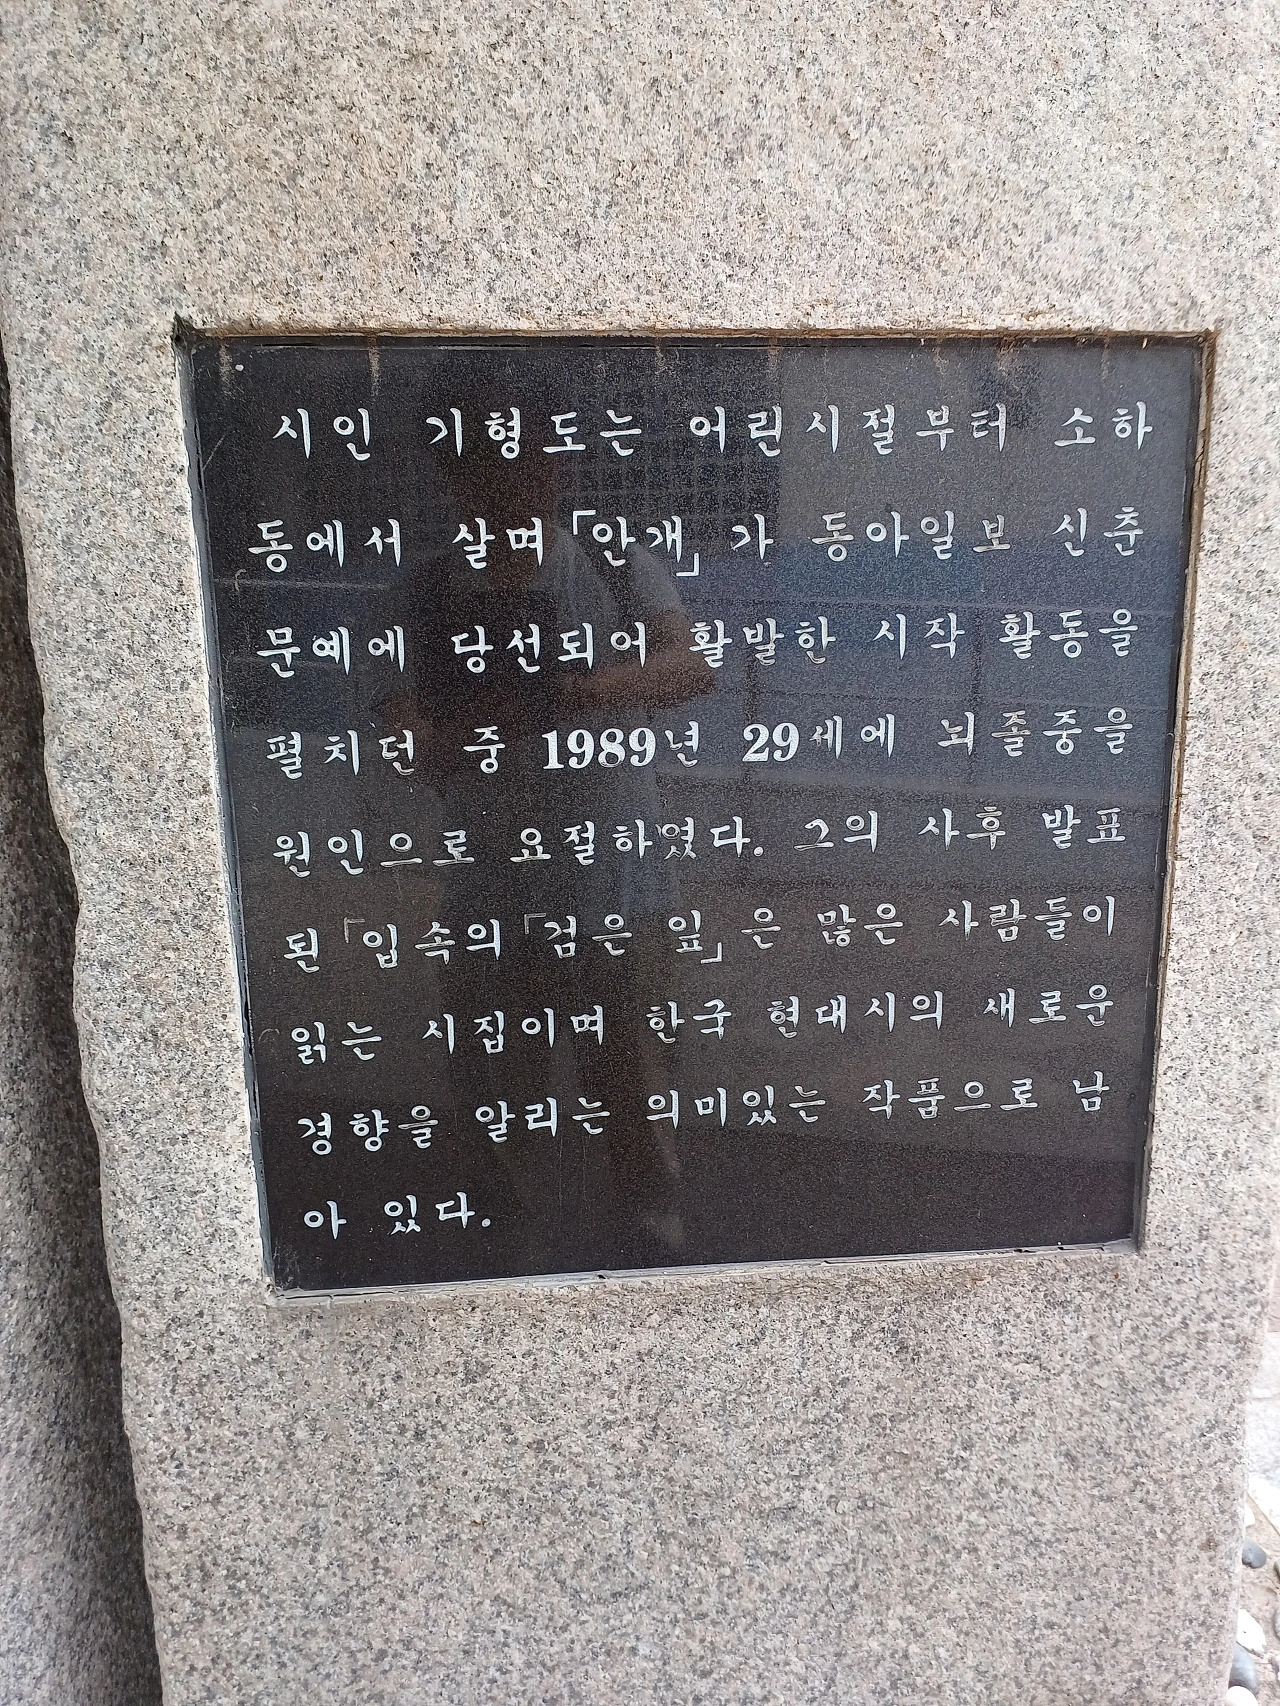 시인 기형도는 어린시절부터 소하
동에서 살며「안개」가 동아일보 신춘
문예에 당선되어 활발한 시작 활동을
펼치던 중 1989년 29세에 뇌졸중을
원인으로 요절하였다. 그의 사후 발표
된「입속의「검은 잎」은 많은 사람들이
읽는 시집이며 한국 현대시의 새로운
경향을 알리는 의미있는 작품으로 남
아 있다.